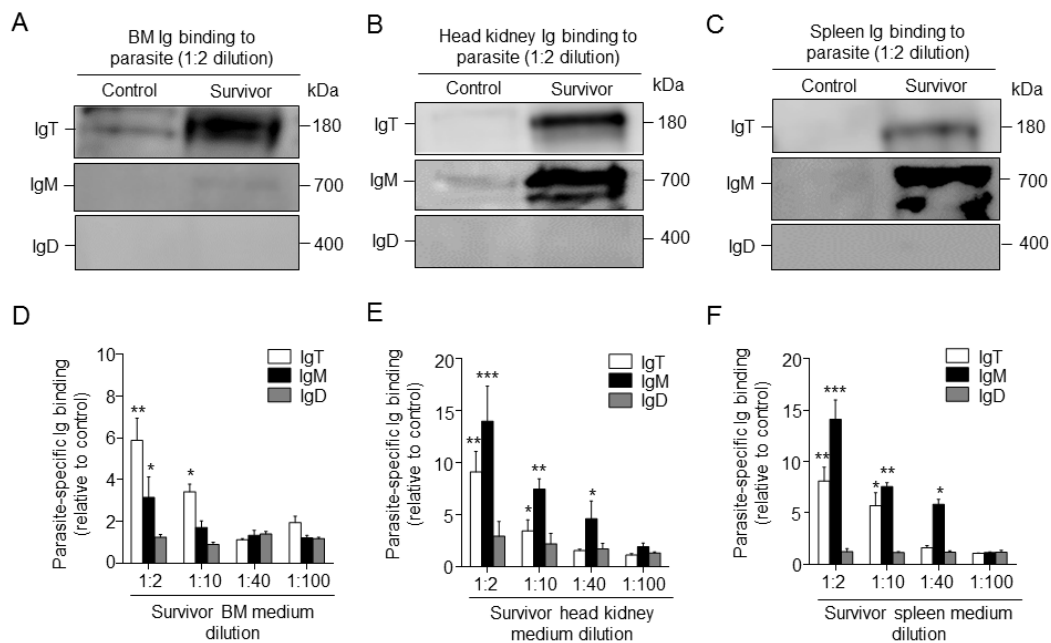 A
BM Ig binding to
parasite (1:2 dilution)
Control Survivor kDa
IgT 180
IgM 700
IgD 400
B
Head kidney Ig binding to
parasite (1:2 dilution)
Control Survivor kDa
IgT 180
IgM 700
IgD 400
C
Spleen Ig binding to
parasite (1:2 dilution)
Control Survivor kDa
IgT 180
IgM 700
IgD 400
D
Parasite-specific Ig binding
(relative to control)
10
8
6
4
2
0
IgT
IgM
IgD
** * *
1:2 1:10 1:40 1:100
Survivor BM medium
dilution
E
Parasite-specific Ig binding
(relative to control)
20
15
10
5
0
IgT
IgM
IgD
** *** * ** *
1:2 1:10 1:40 1:100
Survivor head kidney
medium dilution
F
Parasite-specific Ig binding
(relative to control)
20
15
10
5
0
IgT
IgM
IgD
** *** * ** *
1:2 1:10 1:40 1:100
Survivor spleen medium
dilution